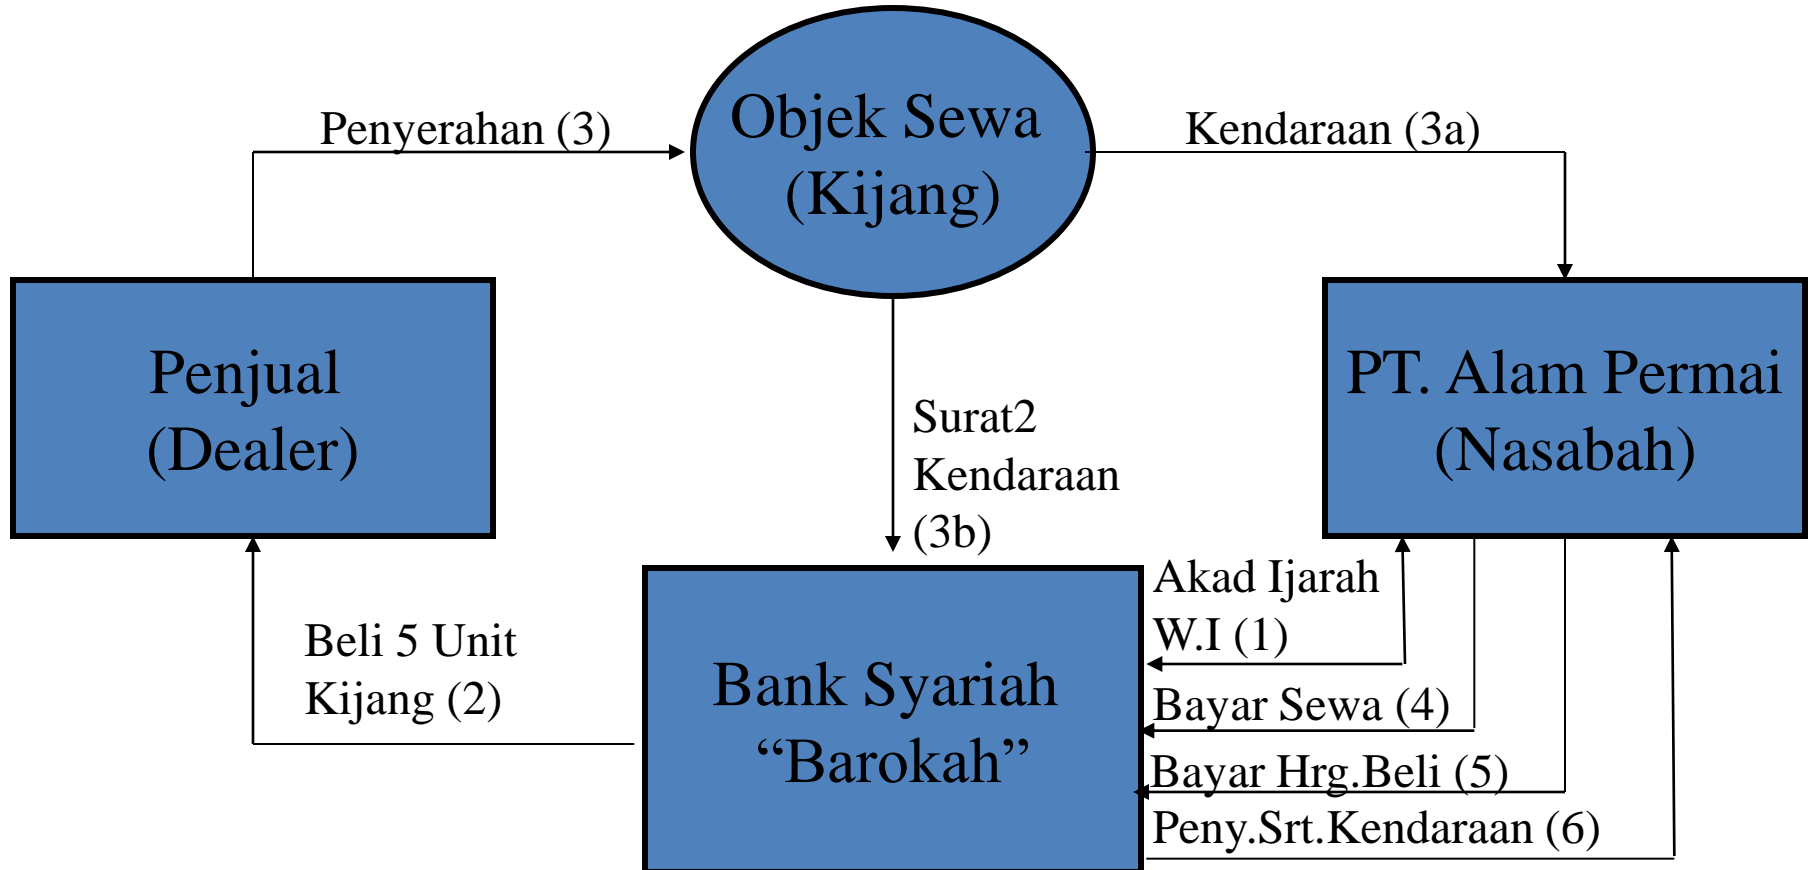 Objek Sewa
(Kijang)
Penyerahan (3)
Kendaraan (3a)
Penjual
(Dealer)
PT. Alam Permai
(Nasabah)
Surat2
Kendaraan
(3b)
Beli 5 Unit
Kijang (2)
Bank Syariah
“Barokah”
Akad Ijarah
W.I (1)
Bayar Sewa (4)
Bayar Hrg.Beli (5)
Peny.Srt.Kendaraan (6)